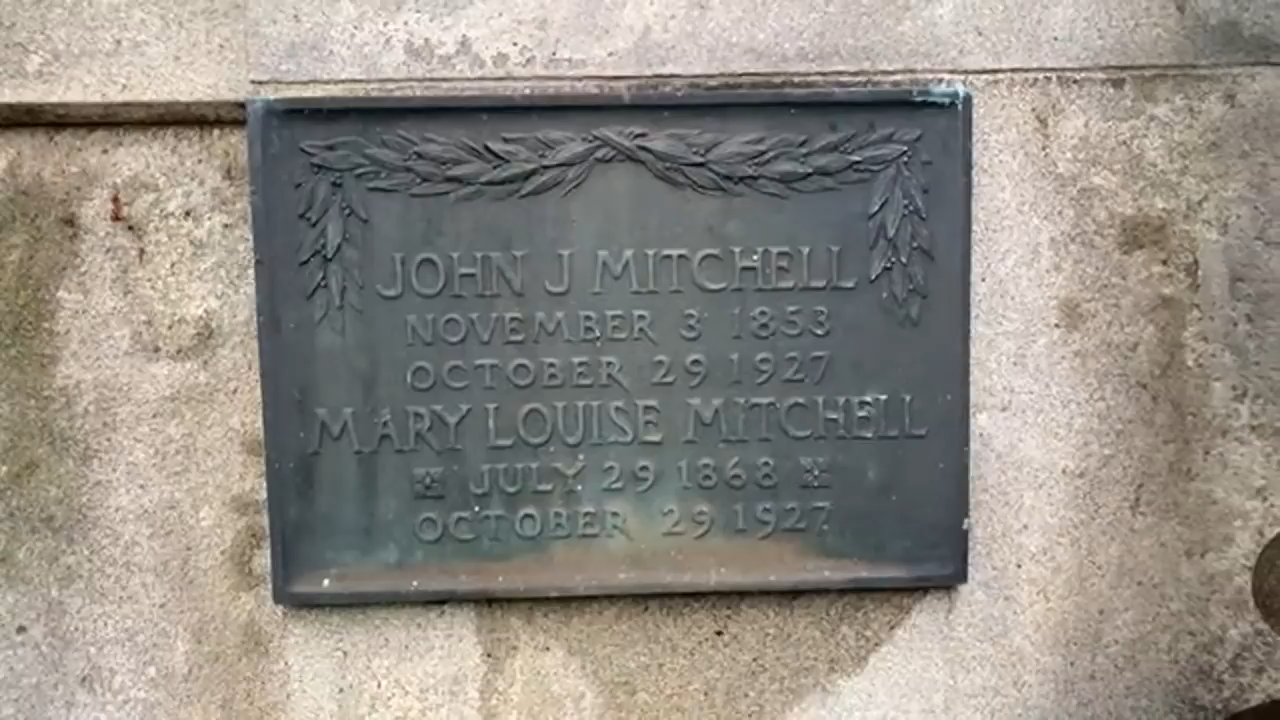 JOHN J MITCHELL
NOVEMBER 3 1853
OCTOBER 29 1927
MARY LOUISE MITCHELL
JULY 29 1868
OCTOBER 29 1927